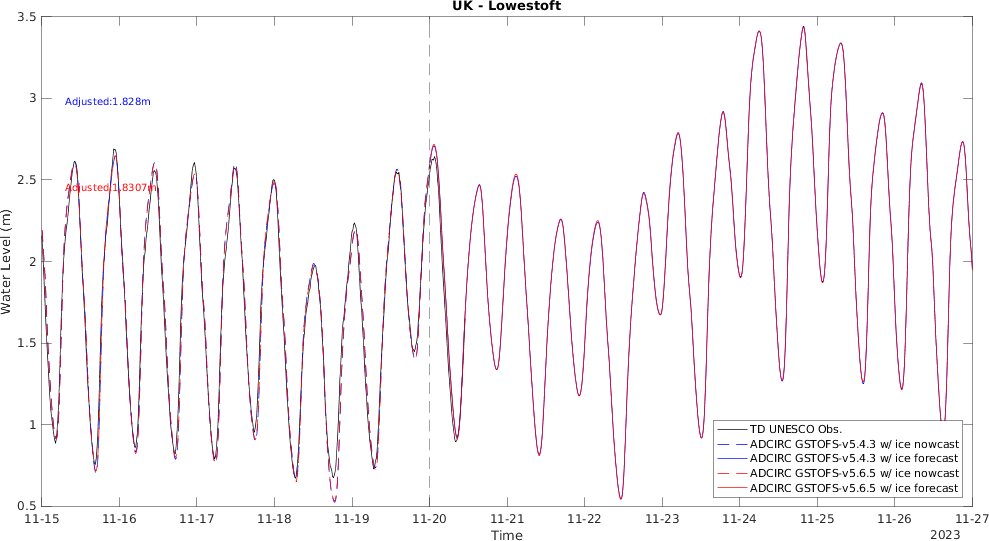 UK - Lowestoft
3.5
3
2.5
2
1.5
1
0.5
Water Level (m)
Adjusted:1.828m
Adjusted:1.8307m
TD UNESCO Obs.
ADCIRC GSTOFS-v5.4.3 w/ ice nowcast
ADCIRC GSTOFS-v5.4.3 w/ ice forecast
ADCIRC GSTOFS-v5.6.5 w/ ice nowcast
ADCIRC GSTOFS-v5.6.5 w/ ice forecast
11-15 11-16 11-17 11-18 11-19 11-20 11-21 11-22 11-23 11-24 11-25 11-26 11-27
Time
2023